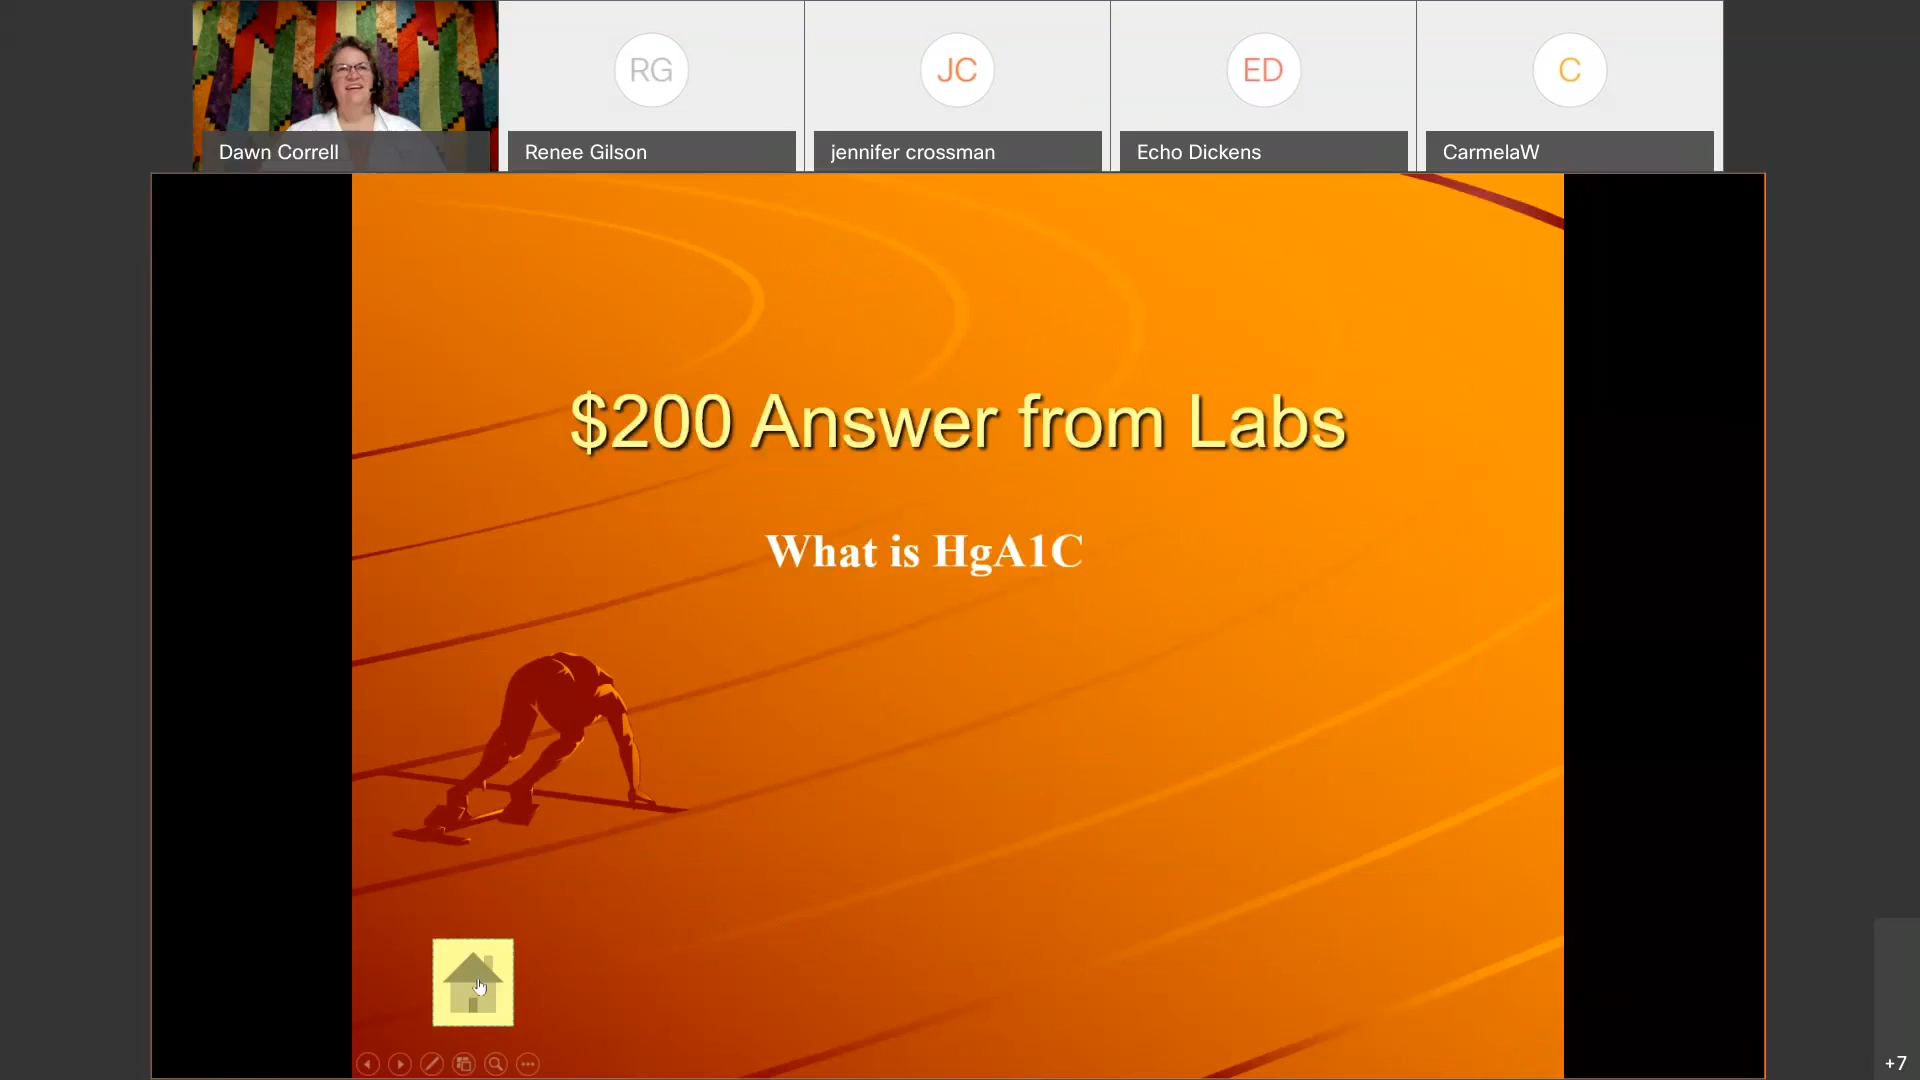 RG
JC
ED
C
Dawn Correll
Renee Gilson
jennifer crossman
Echo Dickens
CarmelaW
$200 Answer from Labs
What is HgA1C
+7